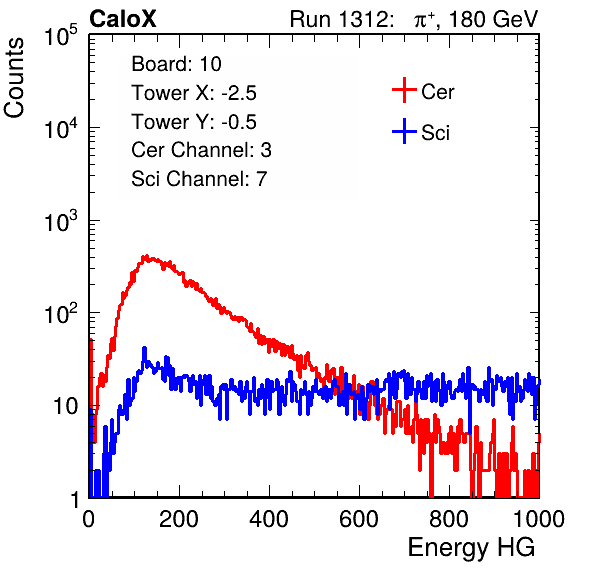 CaloX Run 1312: π⁺, 180 GeV
Counts
10⁵
10⁴
10³
10²
10
1
Board: 10
Tower X: -2.5
Tower Y: -0.5
Cer Channel: 3
Sci Channel: 7
Cer
Sci
0 200 400 600 800 1000
Energy HG